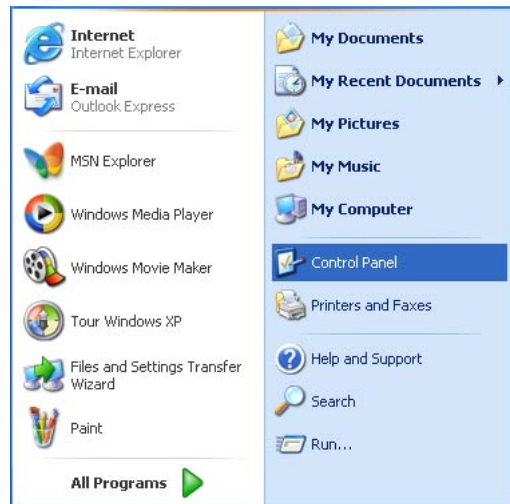 Internet
Internet Explorer
E-mail
Outlook Express
MSN Explorer
Windows Media Player
Windows Movie Maker
Tour Windows XP
Files and Settings Transfer
Wizard
Paint
All Programs
My Documents
My Recent Documents
My Pictures
My Music
My Computer
Control Panel
Printers and Faxes
Help and Support
Search
Run...